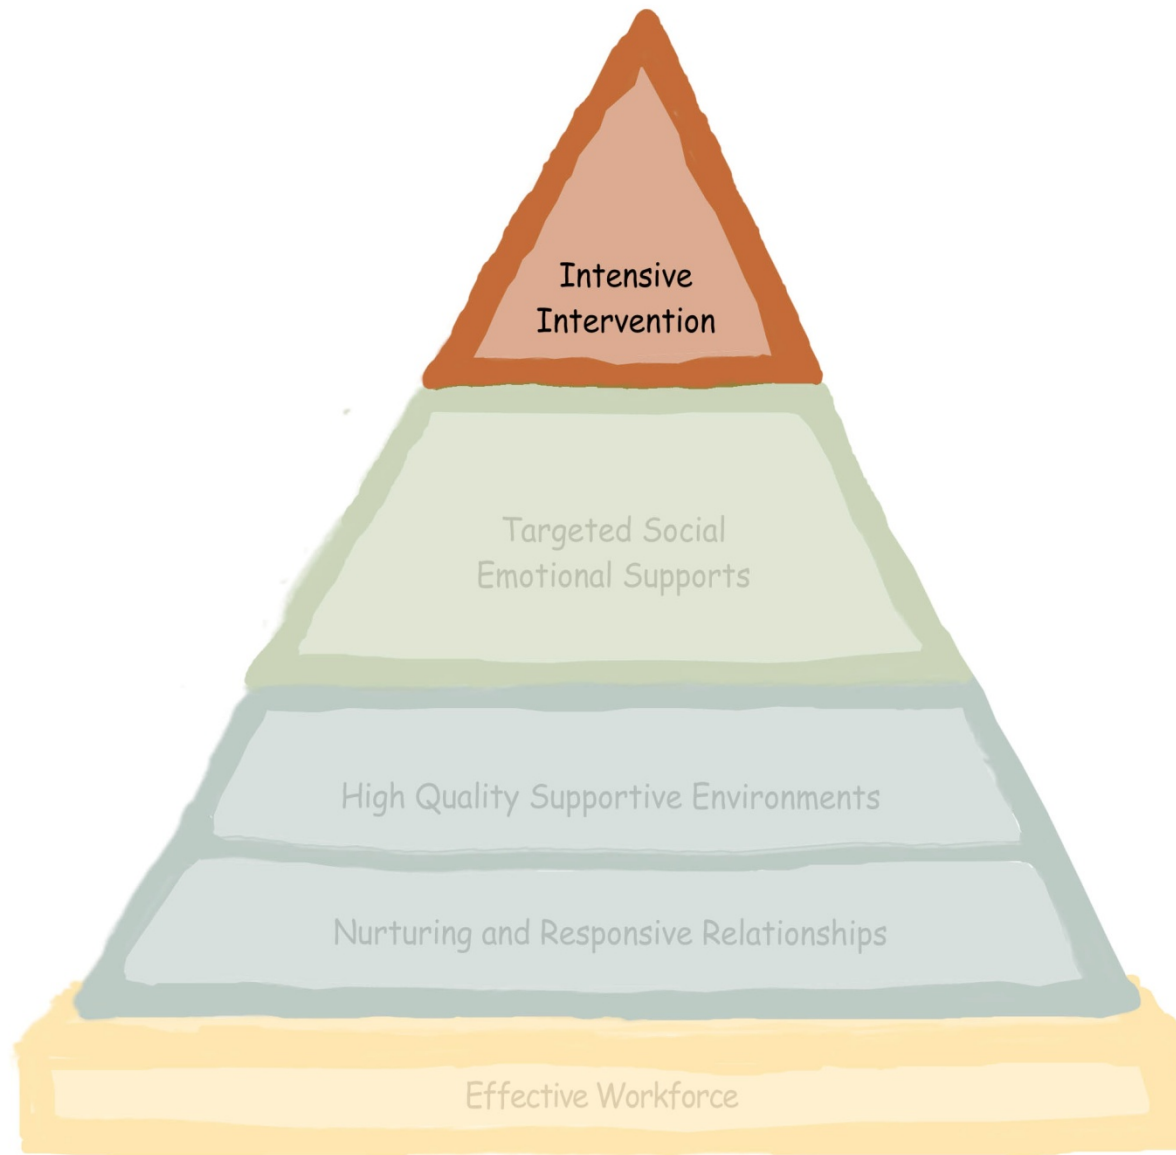 Intensive
Intervention
Targeted Social
Emotional Supports
High Quality Supportive Environments
Nurturing and Responsive Relationships
Effective Workforce